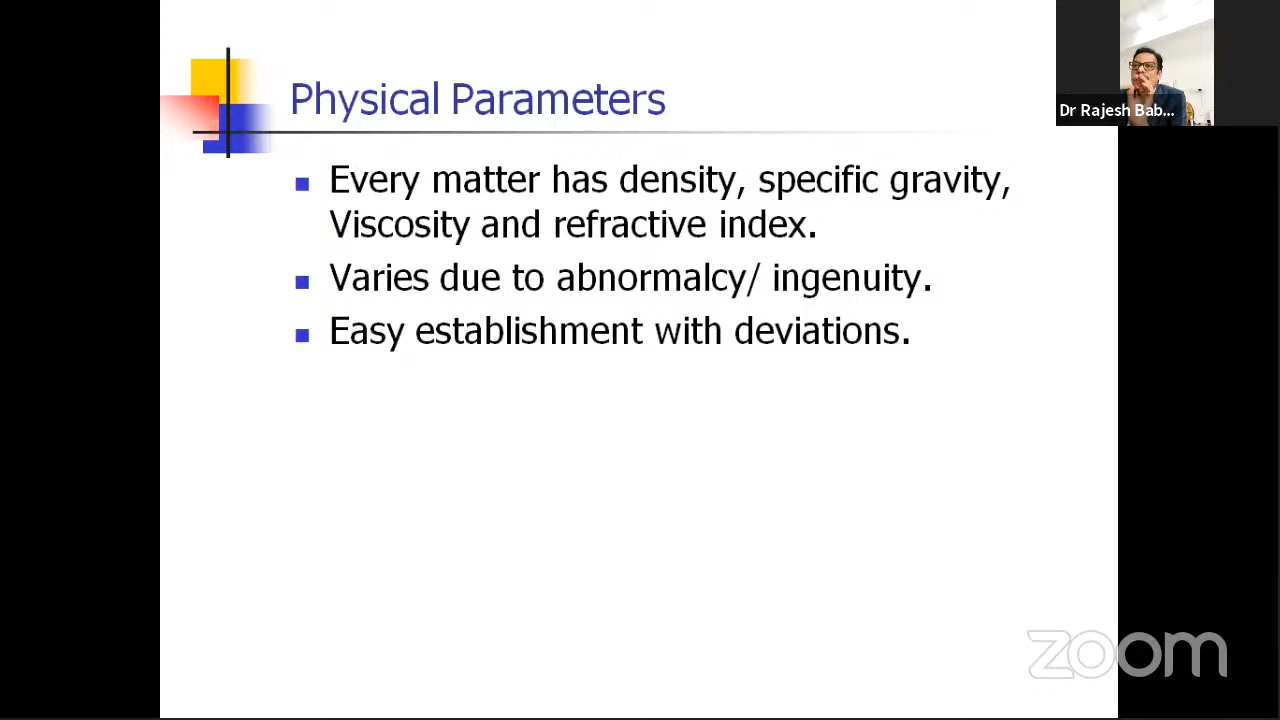 Physical Parameters
Dr Rajesh Bab...
Every matter has density, specific gravity,
Viscosity and refractive index.
Varies due to abnormalcy/ ingenuity.
Easy establishment with deviations.
zoom